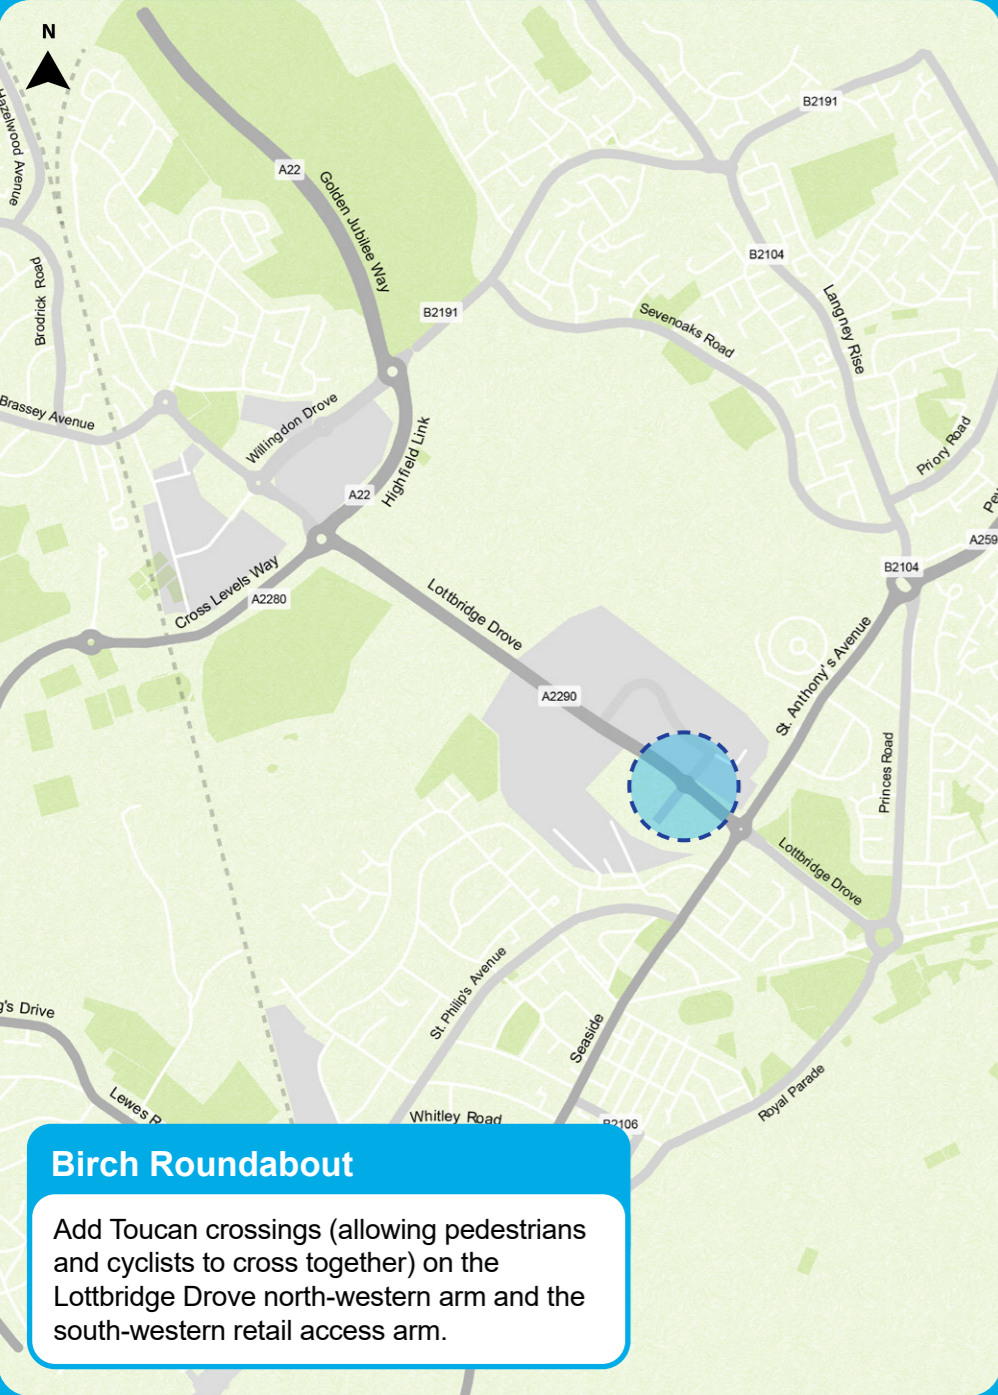 N
B2191
Hazelwood Avenue
A22
Golden Jubilee Way
B2104
Brodrick Road
Langney Rise
B2191
Sevenoaks Road
Brassey Avenue
Willingdon Drove
Highfield Link
Priory Road
A22
A259
Cross Levels Way
B2104
A2280
Lottbridge Drove
St. Anthony's Avenue
A2290
Princes Road
Lottbridge Drove
St. Philip's Avenue
g's Drive
Seaside
Royal Parade
Lewes R
Whitley Road
B2106
Birch Roundabout
Add Toucan crossings (allowing pedestrians
and cyclists to cross together) on the
Lottbridge Drove north-western arm and the
south-western retail access arm.